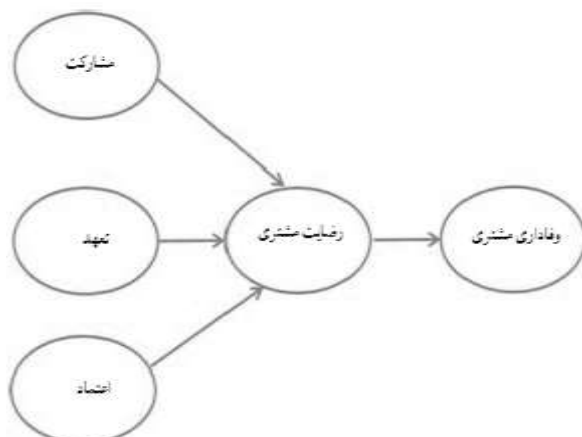 مشارکت
تعهد
رضایت مشتری
وفاداری مشتری
اعتماد